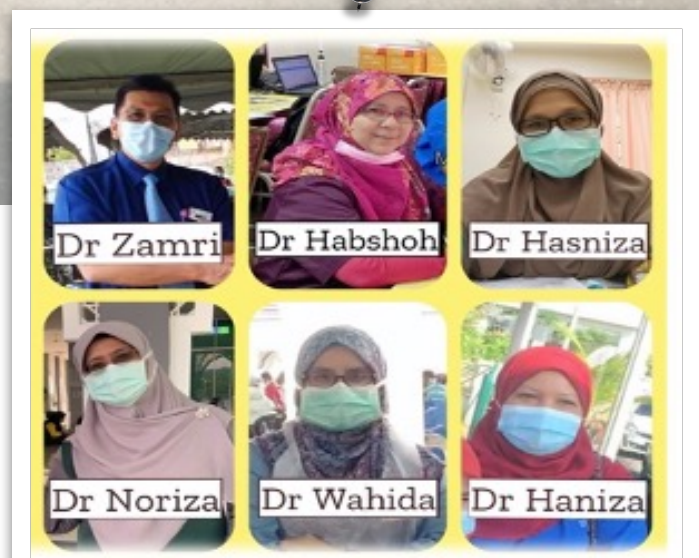 Dr Zamri
Dr Habshoh
Dr Hasniza
Dr Noriza
Dr Wahida
Dr Haniza